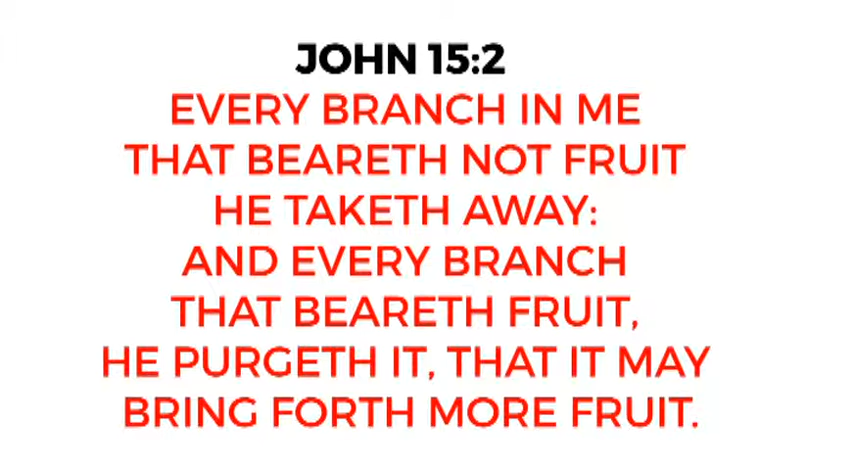 JOHN 15:2
EVERY BRANCH IN ME
THAT BEARETH NOT FRUIT
HE TAKETH AWAY:
AND EVERY BRANCH
THAT BEARETH FRUIT,
HE PURGETH IT, THAT IT MAY
BRING FORTH MORE FRUIT.